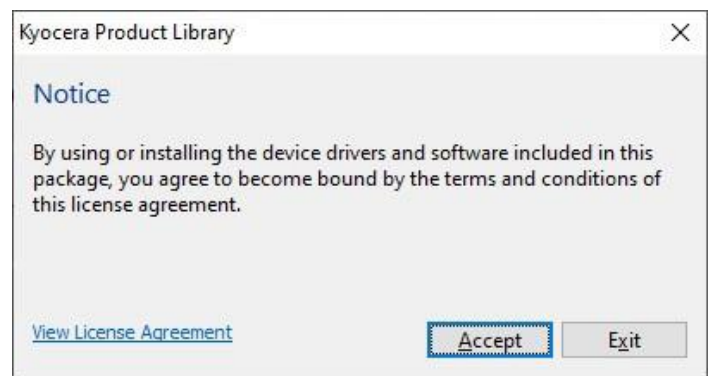 Kyocera Product Library
Notice
By using or installing the device drivers and software included in this
package, you agree to become bound by the terms and conditions of
this license agreement.
View License Agreement
Accept
Exit